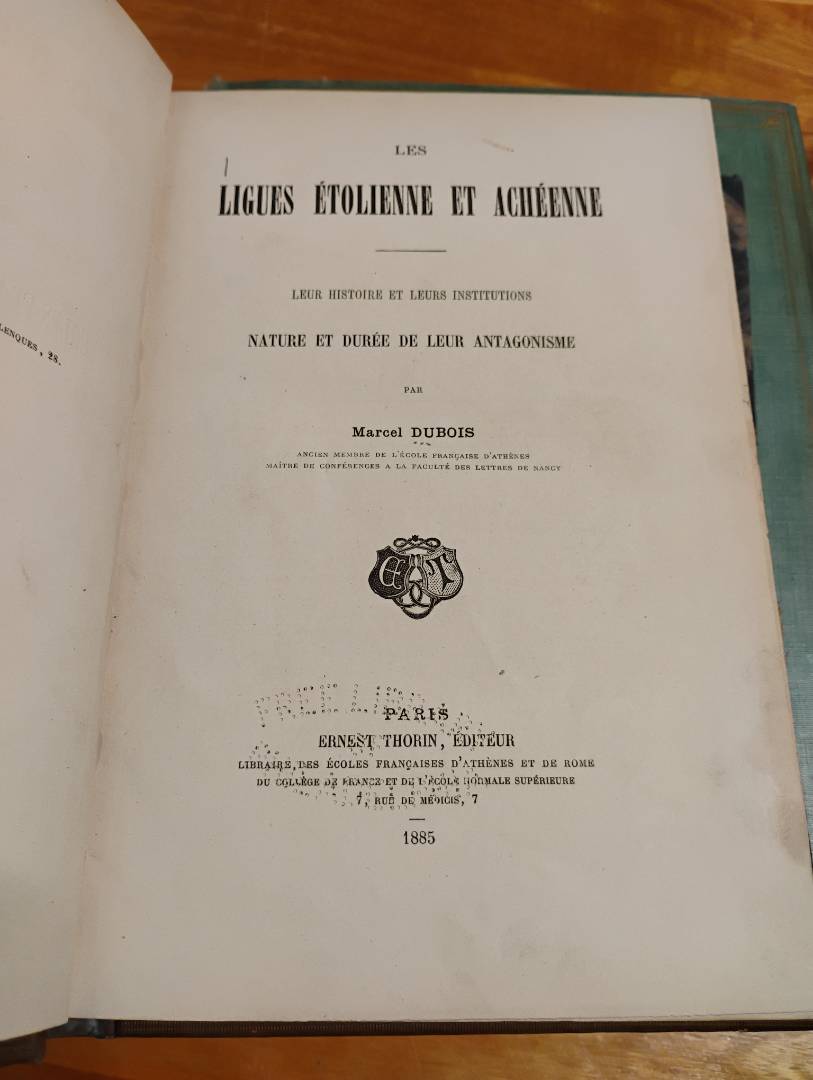 LENQUES, 28.
LES
LIGUES ÉTOLIENNE ET ACHÉENNE
LEUR HISTOIRE ET LEURS INSTITUTIONS
NATURE ET DURÉE DE LEUR ANTAGONISME
PAR
Marcel DUBOIS
ANCIEN MEMBRE DE L'ÉCOLE FRANÇAISE D'ATHÈNES
MAÎTRE DE CONFÉRENCES A LA FACULTÉ DES LETTRES DE NANCY
E T
PARIS
ERNEST THORIN, ÉDITEUR
LIBRAIRE DES ÉCOLES FRANÇAISES D'ATHÈNES ET DE ROME
DU COLLÈGE DE FRANCE ET DE L'ÉCOLE NORMALE SUPÉRIEURE
7, RUE DE MÉDICIS, 7
1885